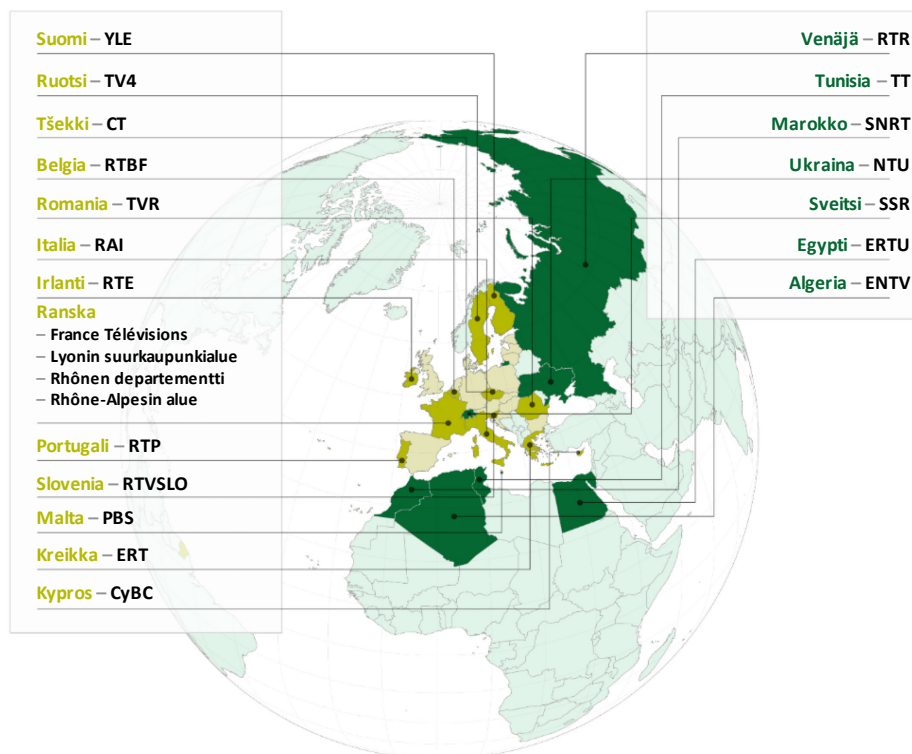 Suomi – YLE
Ruotsi – TV4
Tšekki – CT
Belgia – RTBF
Romania – TVR
Italia – RAI
Irlanti – RTE
Ranska
– France Télévisions
– Lyonin suurkaupunkialue
– Rhônen departementti
– Rhône-Alpesin alue
Portugali – RTP
Slovenia – RTVSLO
Malta – PBS
Kreikka – ERT
Kypros – CyBC
Venäjä – RTR
Tunisia – TT
Marokko – SNRT
Ukraina – NTU
Sveitsi – SSR
Egypti – ERTU
Algeria – ENTV